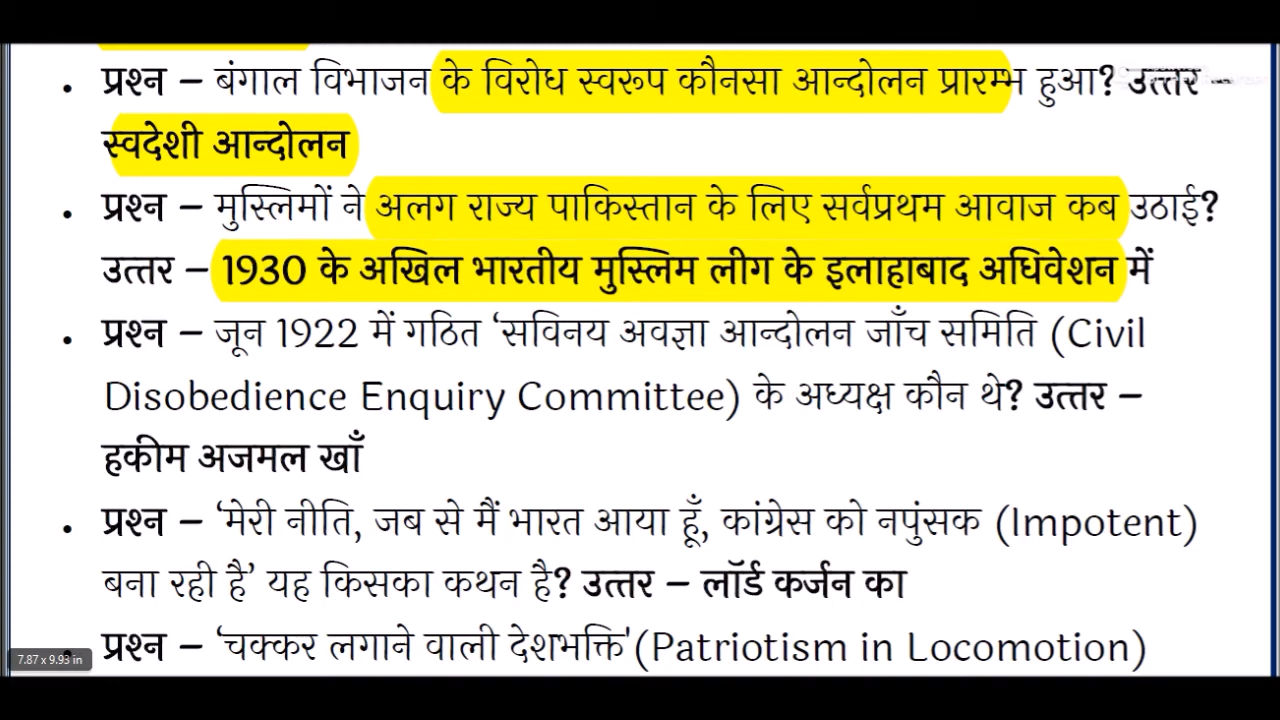 • प्रश्न – बंगाल विभाजन के विरोध स्वरूप कौनसा आन्दोलन प्रारम्भ हुआ? उत्तर –
स्वदेशी आन्दोलन
• प्रश्न – मुस्लिमों ने अलग राज्य पाकिस्तान के लिए सर्वप्रथम आवाज कब उठाई?
उत्तर – 1930 के अखिल भारतीय मुस्लिम लीग के इलाहाबाद अधिवेशन में
• प्रश्न – जून 1922 में गठित ‘सविनय अवज्ञा आन्दोलन जाँच समिति (Civil
Disobedience Enquiry Committee) के अध्यक्ष कौन थे? उत्तर –
हकीम अजमल खाँ
• प्रश्न – ‘मेरी नीति, जब से मैं भारत आया हूँ, कांग्रेस को नपुंसक (Impotent)
बना रही है’ यह किसका कथन है? उत्तर – लॉर्ड कर्जन का
• प्रश्न – ‘चक्कर लगाने वाली देशभक्ति'(Patriotism in Locomotion)
7.87 x 9.93 in